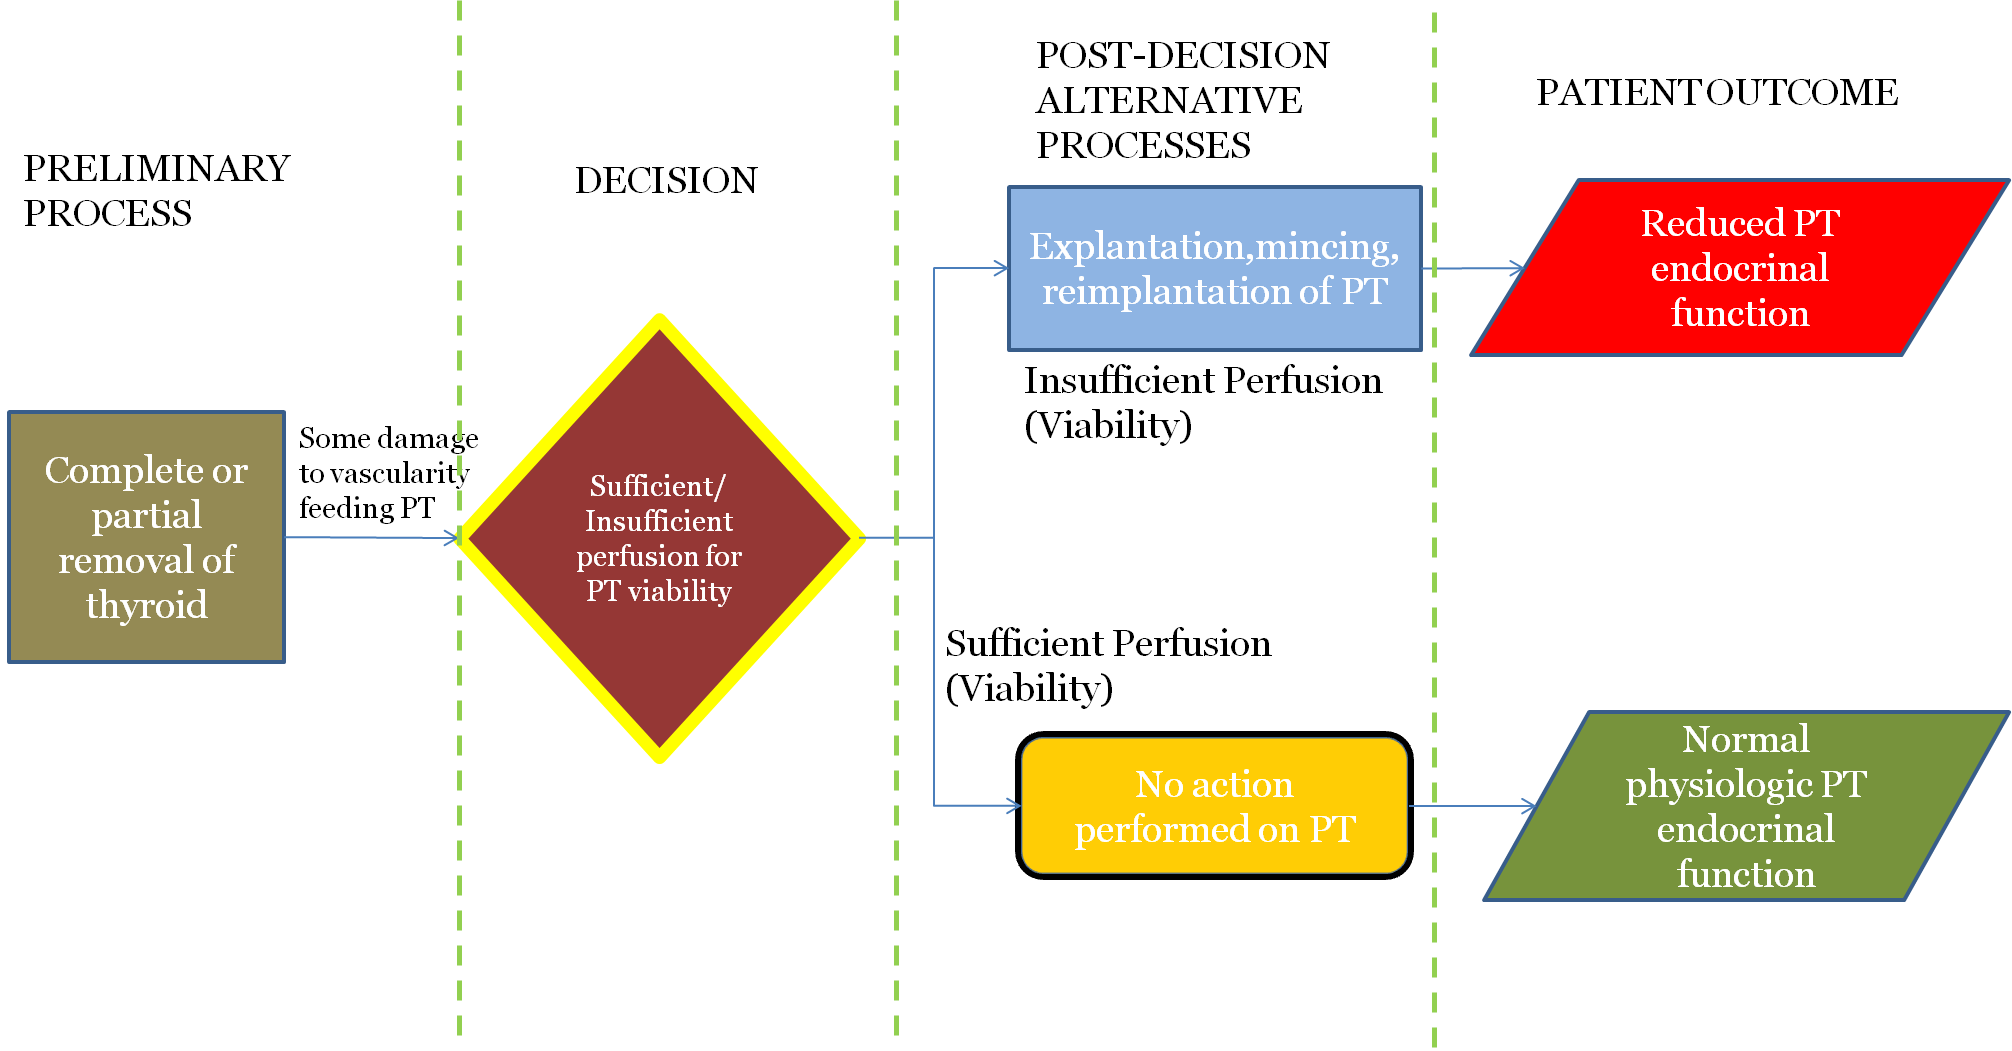 PRELIMINARY
PROCESS
DECISION
POST-DECISION
ALTERNATIVE
PROCESSES
PATIENT OUTCOME
Complete or
partial
removal of
thyroid
Some damage
to vascularity
feeding PT
Sufficient/
Insufficient
perfusion for
PT viability
Explantation,mincing,
reimplantation of PT
Insufficient Perfusion
(Viability)
Reduced PT
endocrinal
function
Sufficient Perfusion
(Viability)
No action
performed on PT
Normal
physiologic PT
endocrinal
function